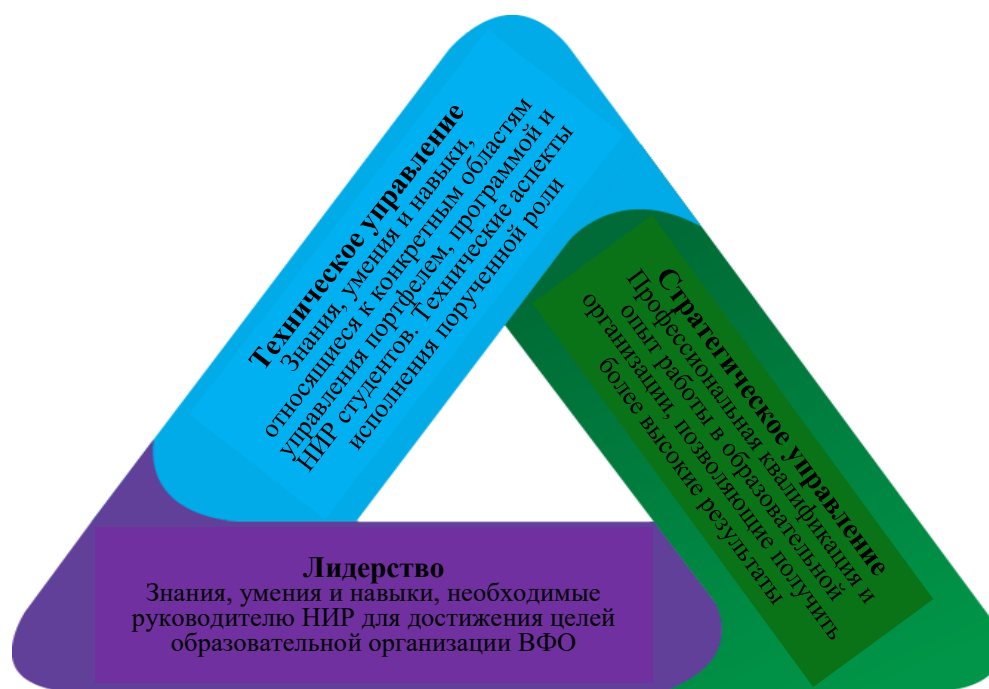 Техническое управление
Знания, умения и навыки,
относящиеся к конкретным областям
управления портфелем, программой и
НИР студентов. Технические аспекты
исполнения порученной роли
Стратегическое управление
Профессиональная квалификация и
опыт работы в образовательной
организации, позволяющие получить
более высокие результаты
Лидерство
Знания, умения и навыки, необходимые
руководителю НИР для достижения целей
образовательной организации ВФО